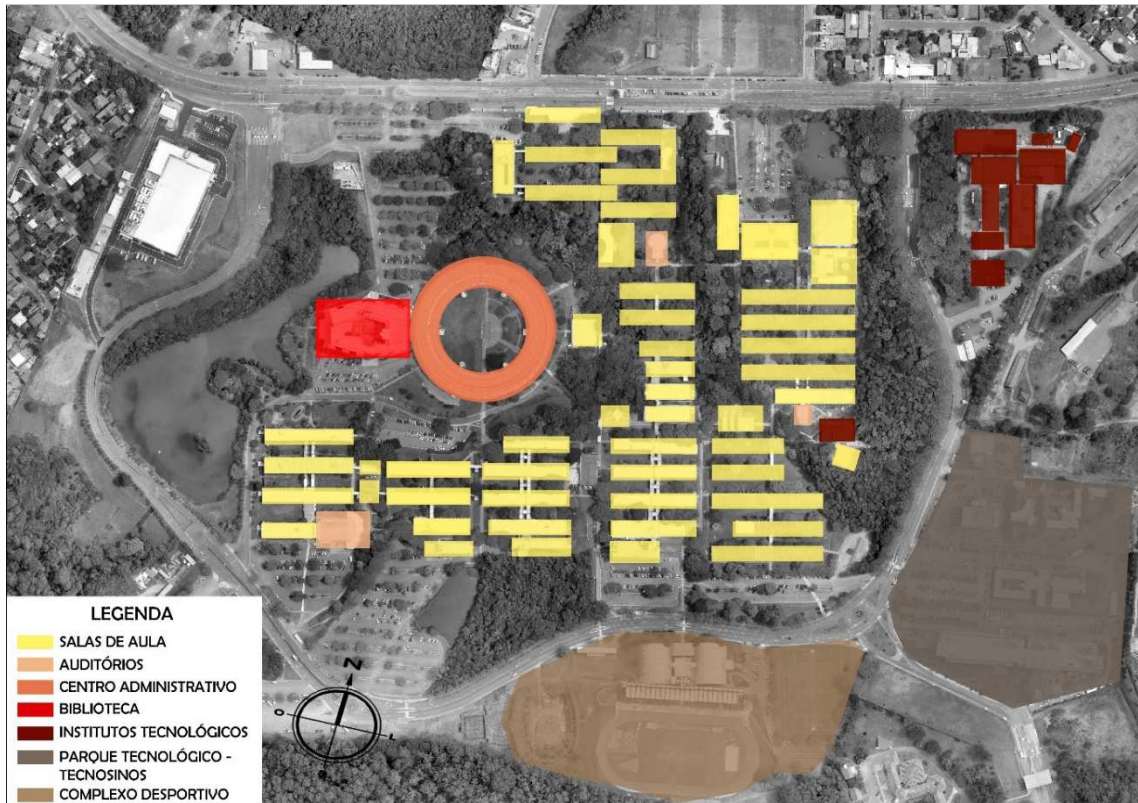 LEGENDA
SALAS DE AULA
AUDITÓRIOS
CENTRO ADMINISTRATIVO
BIBLIOTECA
INSTITUTOS TECNOLÓGICOS
PARQUE TECNOLÓGICO -
TECNOSINOS
COMPLEXO DESPORTIVO
N
O